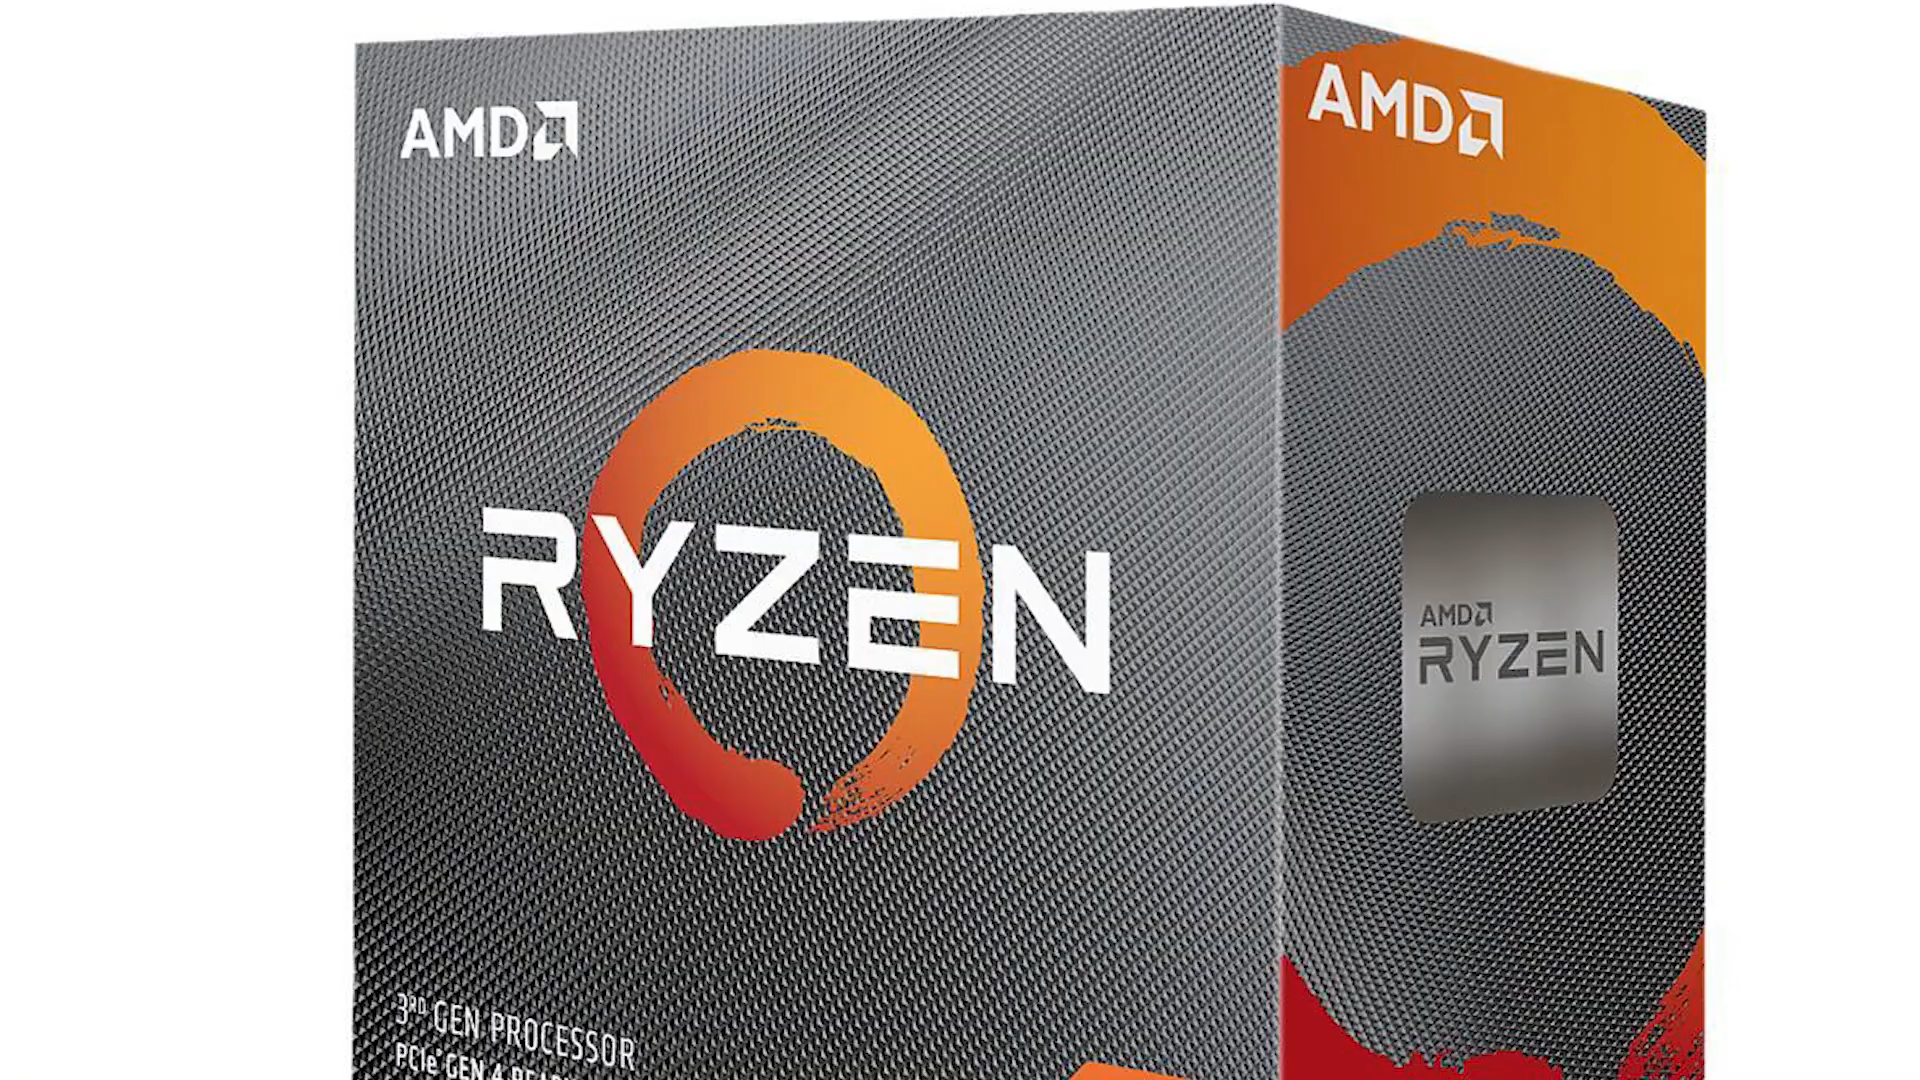 AMD
RYZEN
3RD GEN PROCESSOR
PCIe® GEN 4
AMD
AMD
RYZEN